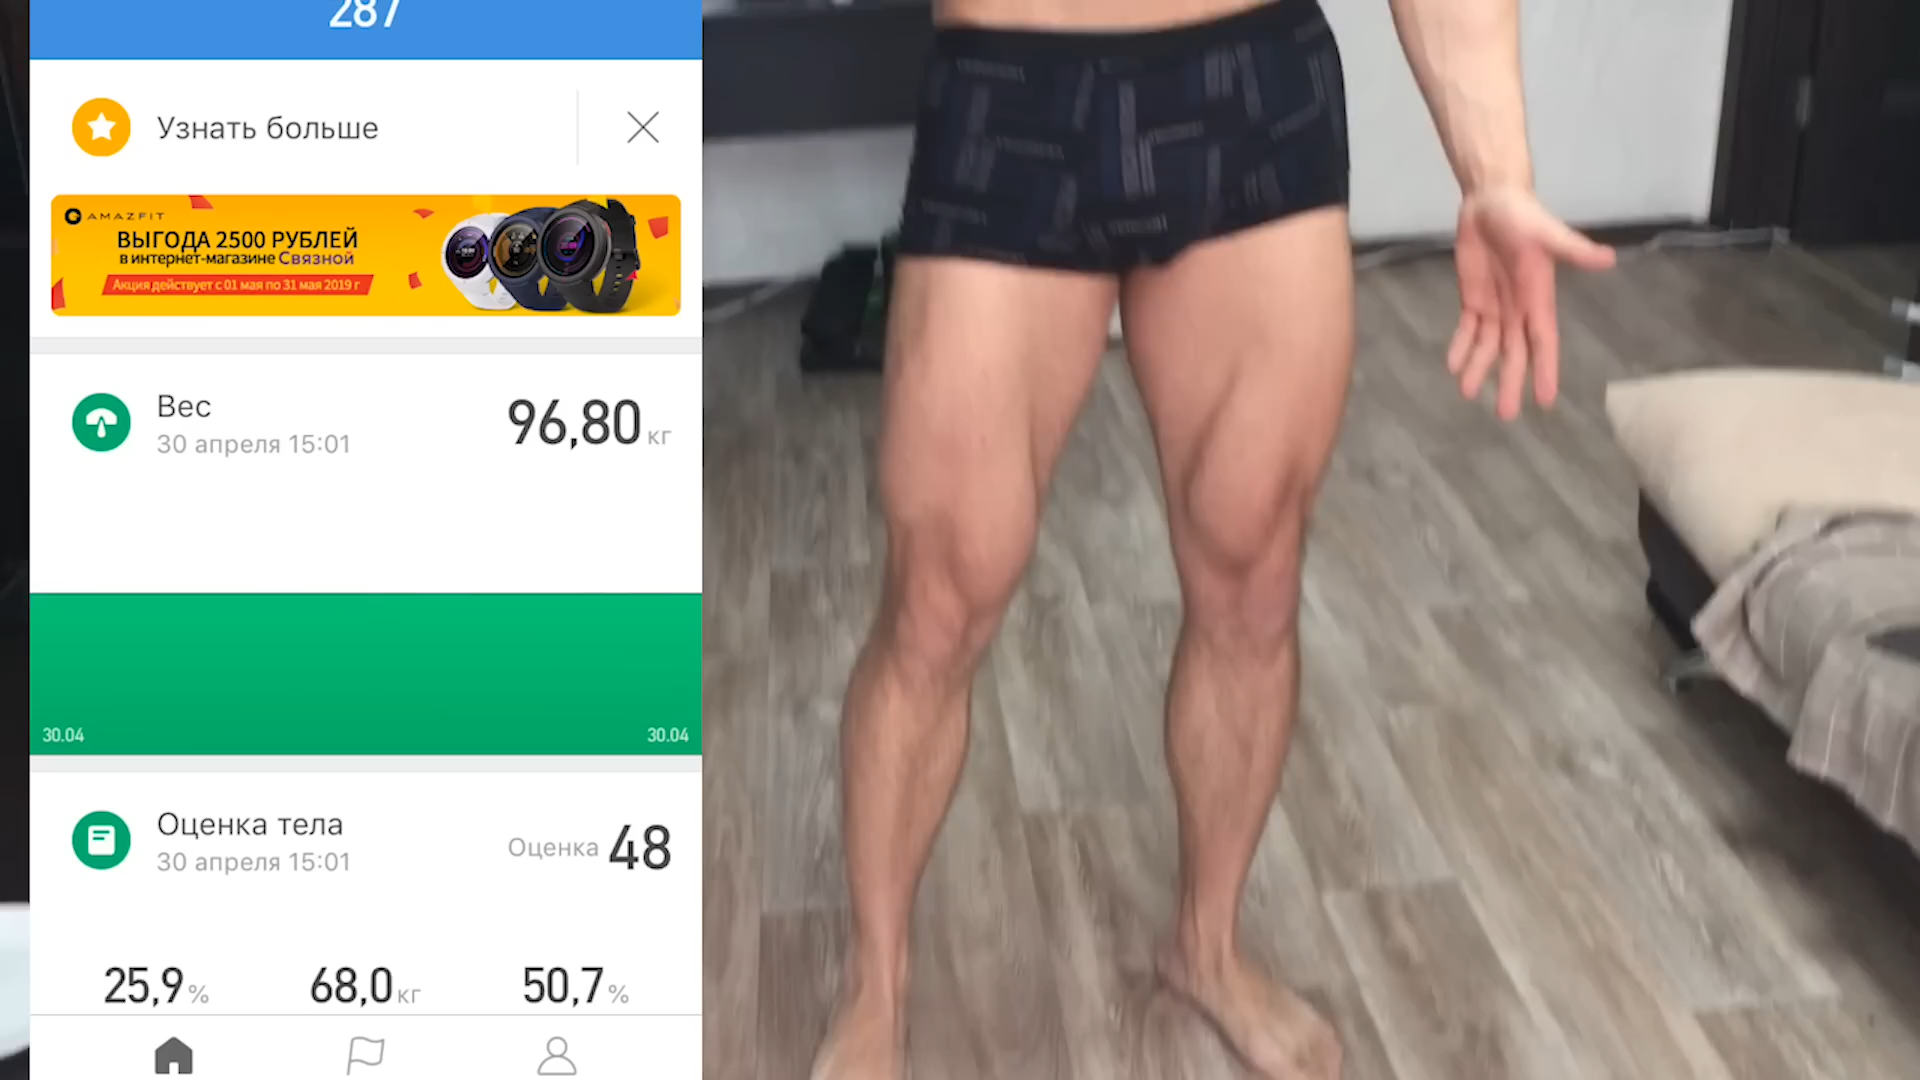 287
Узнать больше
AMAZFIT
ВЫГОДА 2500 РУБЛЕЙ
в интернет-магазине Связной
Акция действует с 01 мая по 31 мая 2019 г
Вес
30 апреля 15:01
96,80 кг
30.04
30.04
Оценка тела
30 апреля 15:01
Оценка 48
25,9 %
68,0 кг
50,7 %